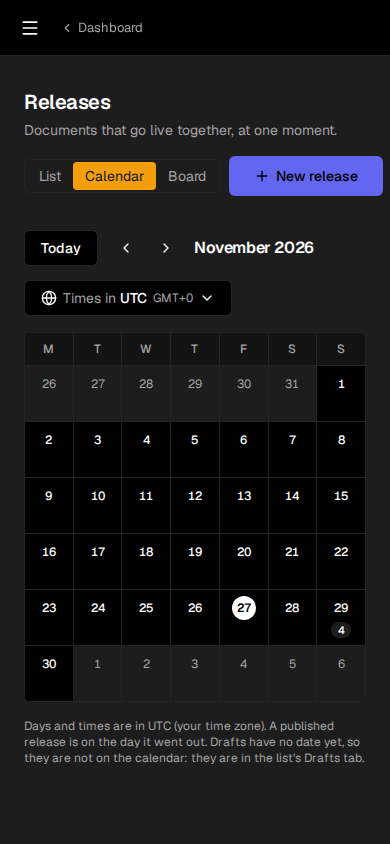 Dashboard
Releases
Documents that go live together, at one moment.
List Calendar Board + New release
Today November 2026
Times in UTC GMT+0
M T W T F S S
26 27 28 29 30 31 1
2 3 4 5 6 7 8
9 10 11 12 13 14 15
16 17 18 19 20 21 22
23 24 25 26 27 28 29
4
30 1 2 3 4 5 6
Days and times are in UTC (your time zone). A published
release is on the day it went out. Drafts have no date yet, so
they are not on the calendar: they are in the list's Drafts tab.